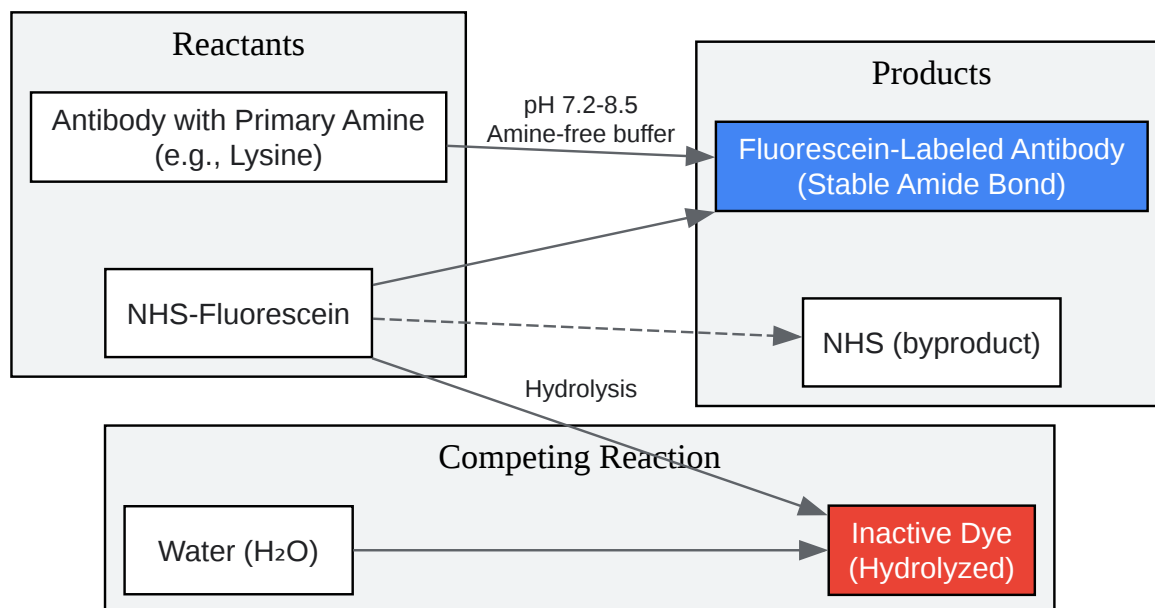 Reactants
Antibody with Primary Amine
(e.g., Lysine)
NHS-Fluorescein
pH 7.2-8.5
Amine-free buffer
Products
Fluorescein-Labeled Antibody
(Stable Amide Bond)
NHS (byproduct)
Hydrolysis
Competing Reaction
Water (H₂O)
Inactive Dye
(Hydrolyzed)